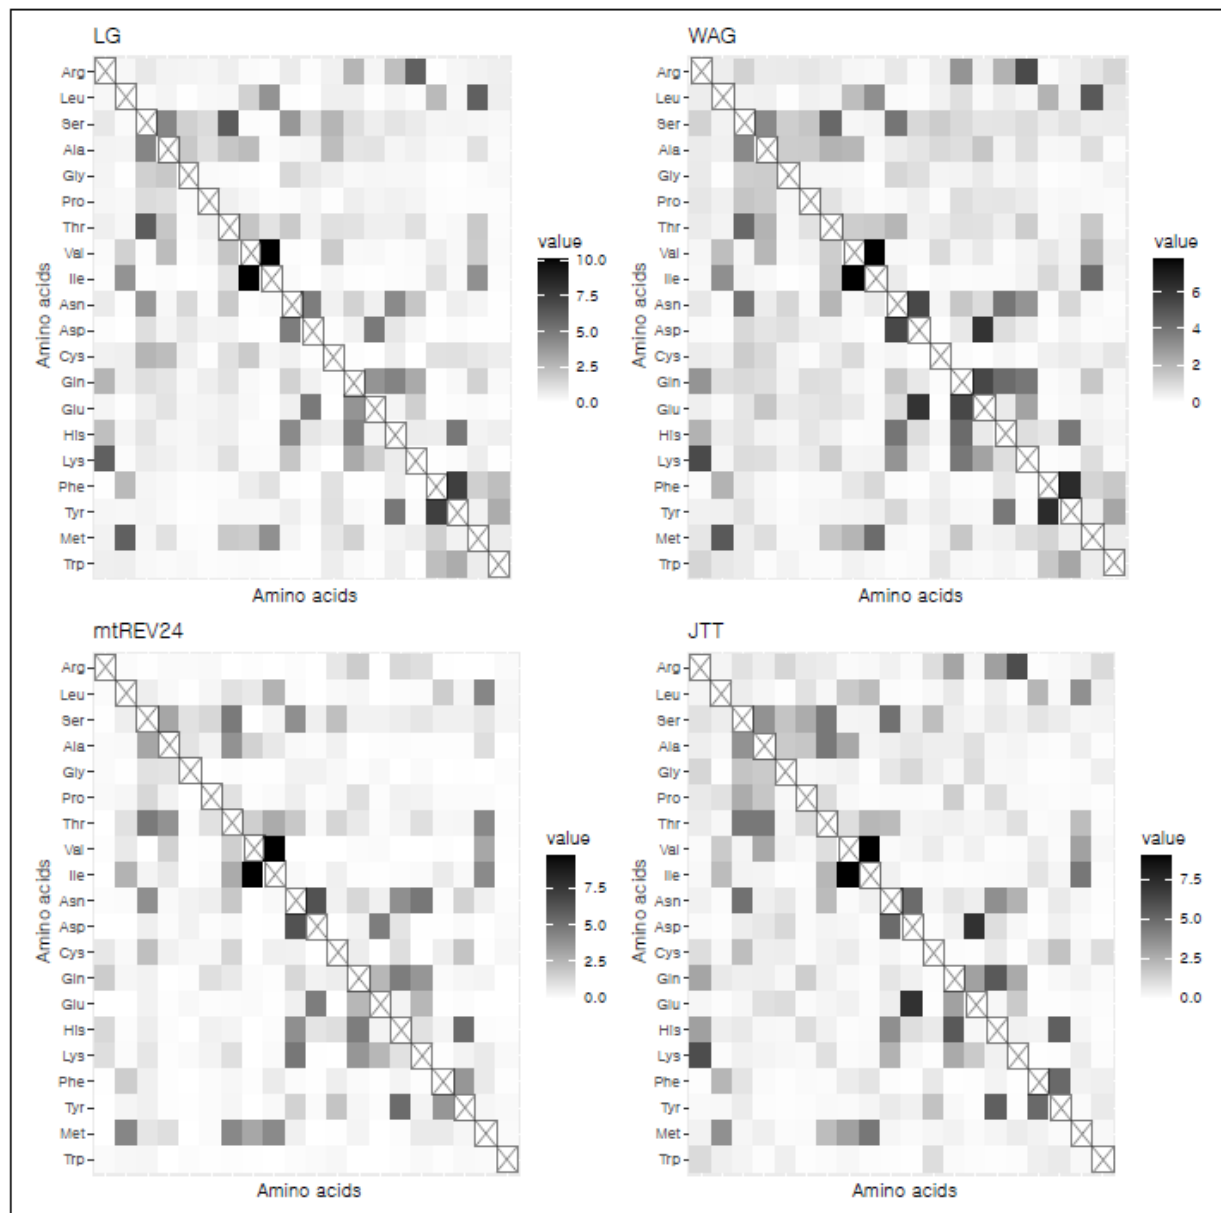 LG
Arg
Leu
Ser
Ala
Gly
Pro
Thr
Val
Ile
Asn
Asp
Cys
Gln
Glu
His
Lys
Phe
Tyr
Met
Trp
Amino acids
Amino acids
value
10.0
7.5
5.0
2.5
0.0
WAG
Arg
Leu
Ser
Ala
Gly
Pro
Thr
Val
Ile
Asn
Asp
Cys
Gln
Glu
His
Lys
Phe
Tyr
Met
Trp
Amino acids
Amino acids
value
6
4
2
0
mtREV24
Arg
Leu
Ser
Ala
Gly
Pro
Thr
Val
Ile
Asn
Asp
Cys
Gln
Glu
His
Lys
Phe
Tyr
Met
Trp
Amino acids
Amino acids
value
7.5
5.0
2.5
0.0
JTT
Arg
Leu
Ser
Ala
Gly
Pro
Thr
Val
Ile
Asn
Asp
Cys
Gln
Glu
His
Lys
Phe
Tyr
Met
Trp
Amino acids
Amino acids
value
7.5
5.0
2.5
0.0